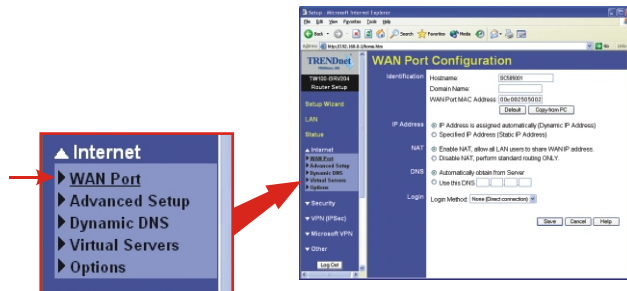 Internet
WAN Port
Advanced Setup
Dynamic DNS
Virtual Servers
Options
Setup - Microsoft Internet Explorer
File Edit View Favorites Tools Help
Back Search Favorites Media
TRENDnet
TW100-BRV204
Router Setup
Setup Wizard
LAN
Status
Internet
WAN Port
Advanced Setup
Dynamic DNS
Virtual Servers
Options
Security
VPN (IPSec)
Microsoft VPN
Other
Log Out
WAN Port Configuration
Identification
Hostname:
Domain Name:
WAN Port MAC Address:
Default Copy from PC
IP Address
IP Address is assigned automatically (Dynamic IP Address)
Specified IP Address (Static IP Address)
NAT
Enable NAT, allow all LAN users to share WAN IP address.
Disable NAT, perform standard routing ONLY.
DNS
Automatically obtain from Server
Use this DNS
Login
Login Method: None (Direct connection)
Save Cancel Help